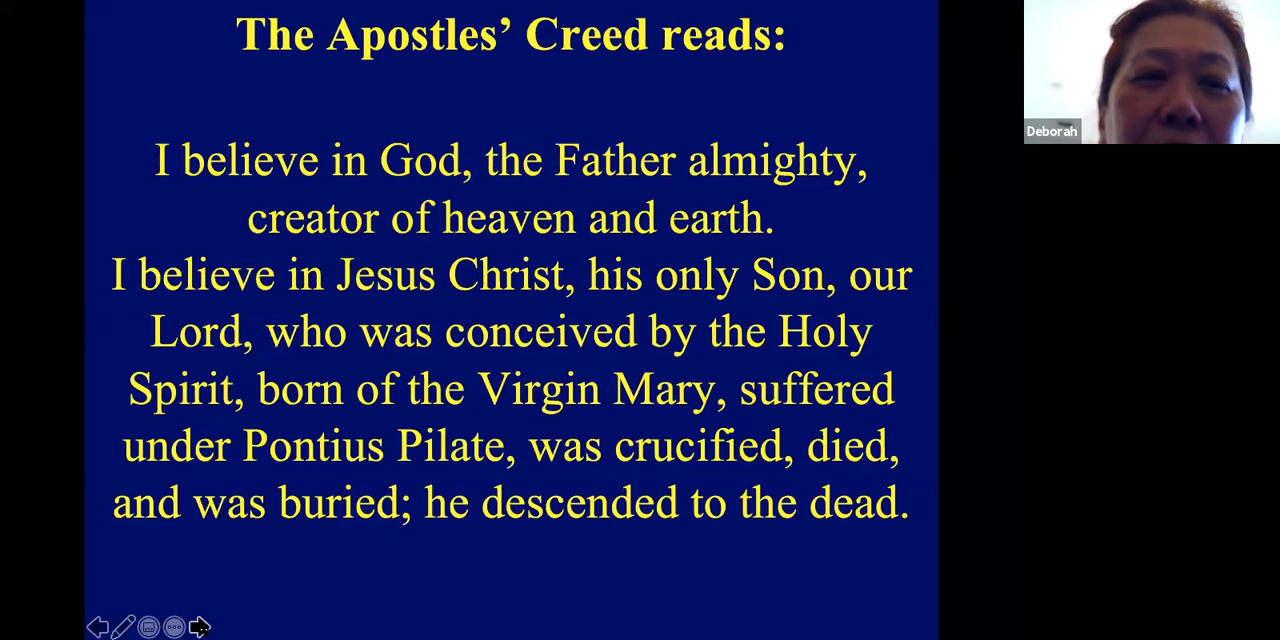 The Apostles’ Creed reads:
I believe in God, the Father almighty,
creator of heaven and earth.
I believe in Jesus Christ, his only Son, our
Lord, who was conceived by the Holy
Spirit, born of the Virgin Mary, suffered
under Pontius Pilate, was crucified, died,
and was buried; he descended to the dead.
Deborah